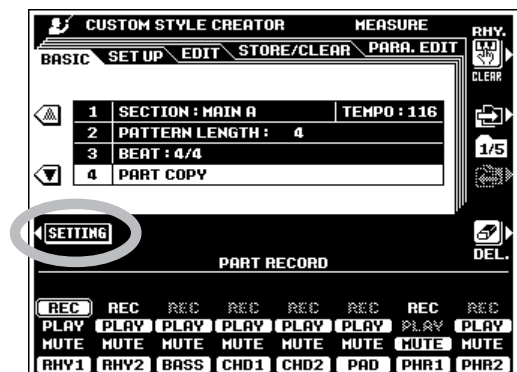 CUSTOM STYLE CREATOR MEASURE
RHY.
BASIC SET UP EDIT STORE/CLEAR PARA. EDIT
CLEAR
1 SECTION : MAIN A TEMPO : 116
2 PATTERN LENGTH : 4
3 BEAT : 4/4
1/5
4 PART COPY
SETTING
DEL.
PART RECORD
REC REC REC REC REC REC REC REC
PLAY PLAY PLAY PLAY PLAY PLAY PLAY PLAY
MUTE MUTE MUTE MUTE MUTE MUTE MUTE MUTE
RHY1 RHY2 BASS CHD1 CHD2 PAD PHR1 PHR2